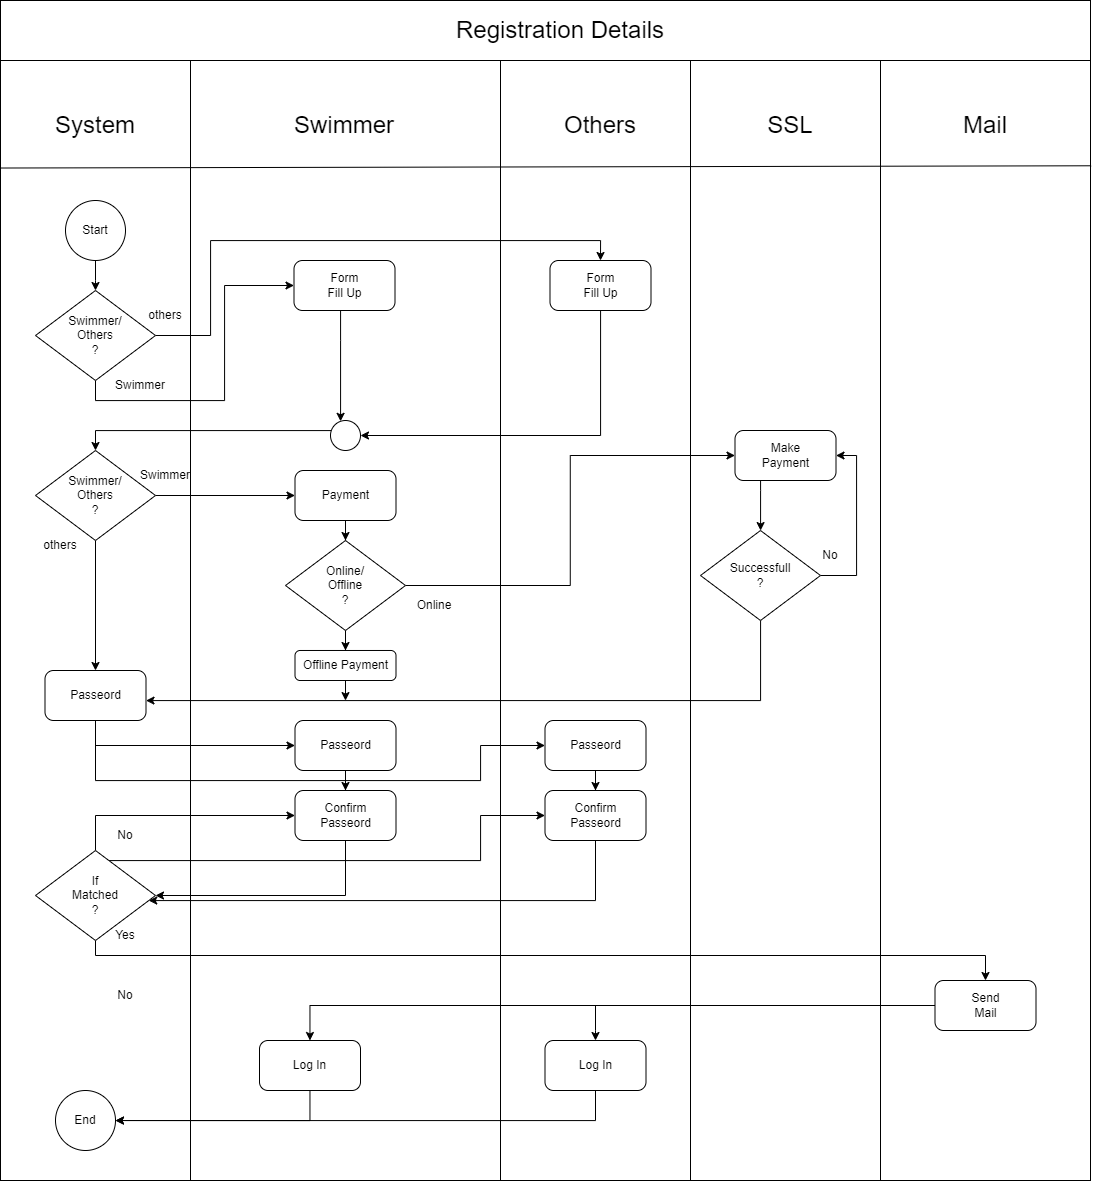 Registration Details
System
Swimmer
Others
SSL
Mail
Start
Form
Fill Up
Form
Fill Up
others
Swimmer/
Others
?
Swimmer
Make
Payment
Swimmer
Swimmer/
Others
?
Payment
others
No
Successfull
?
Online/
Offline
?
Online
Offline Payment
Passeord
Passeord
Passeord
Confirm
Passeord
Confirm
Passeord
No
If
Matched
?
Yes
No
Send
Mail
Log In
Log In
End